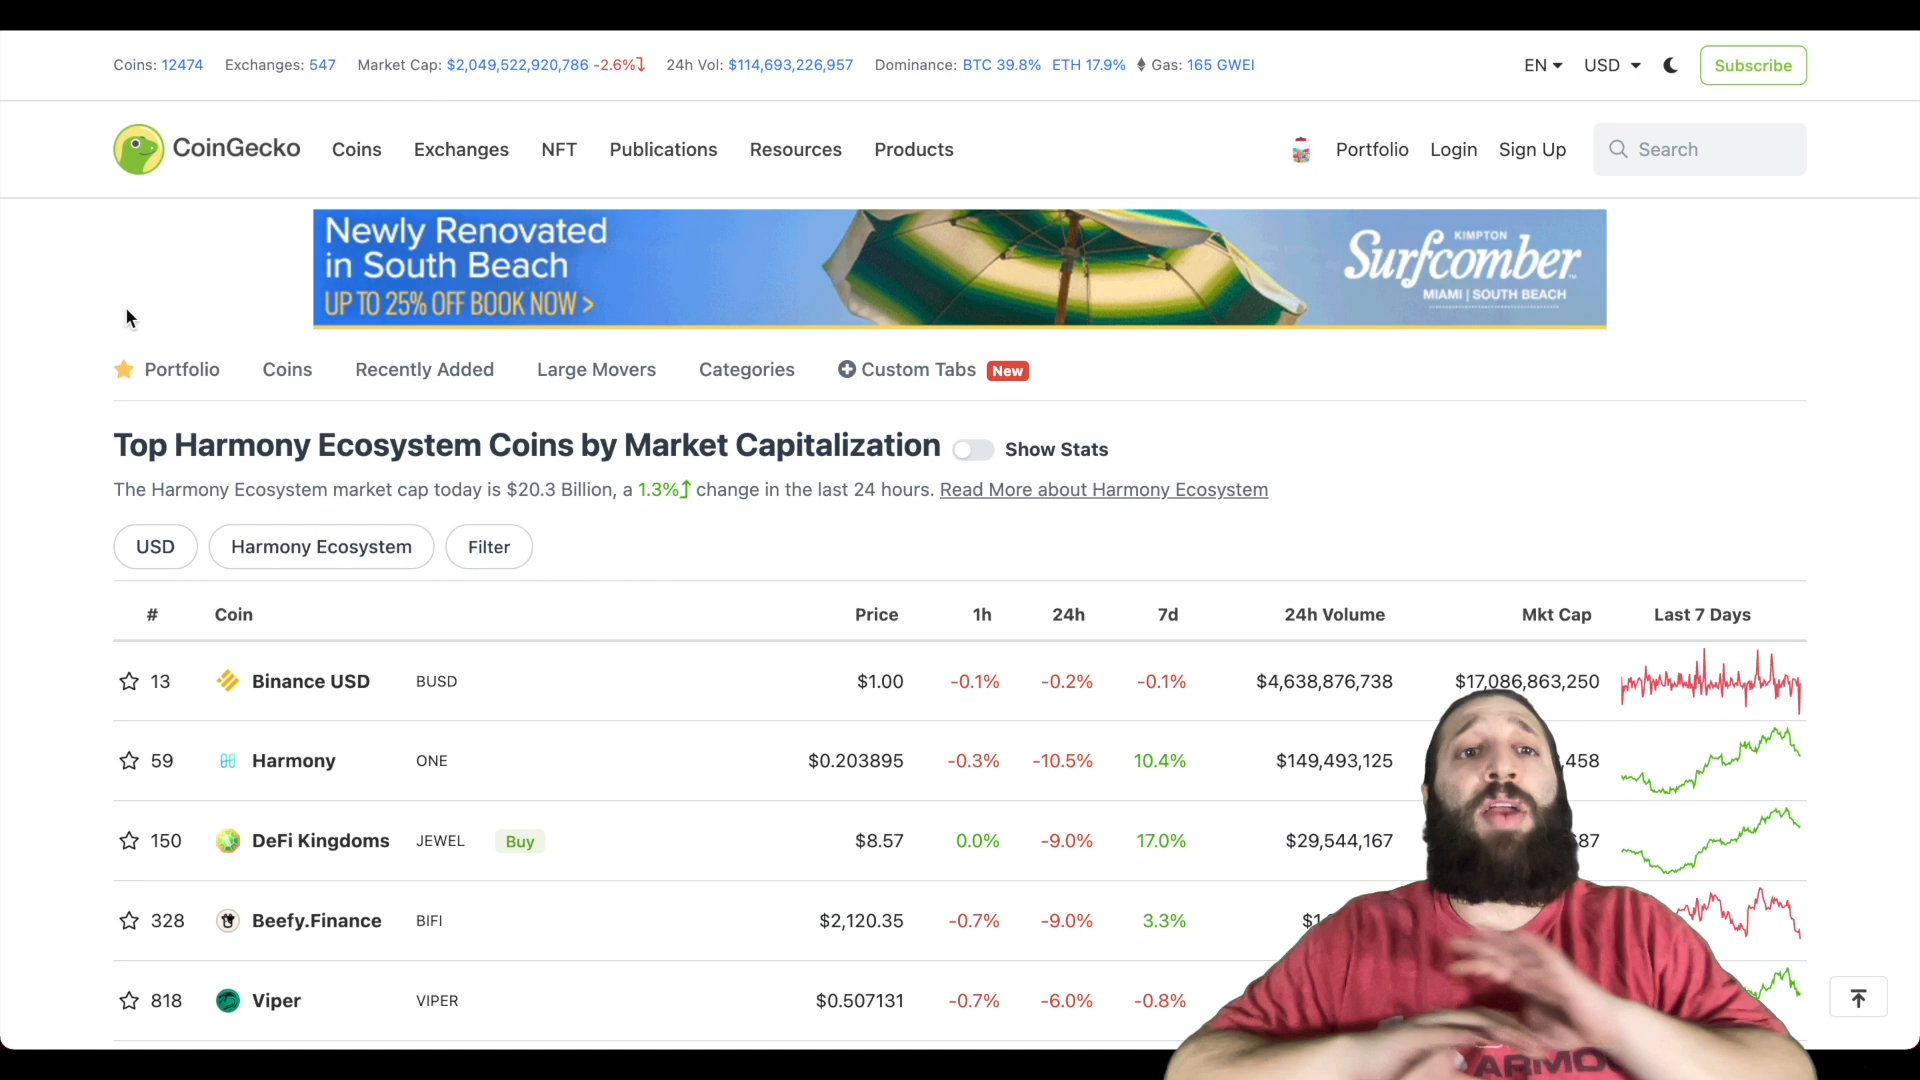 Coins: 12474 Exchanges: 547 Market Cap: $2,049,522,920,786 -2.6% 24h Vol: $114,693,226,957 Dominance: BTC 39.8% ETH 17.9% Gas: 165 GWEI EN USD Subscribe
CoinGecko Coins Exchanges NFT Publications Resources Products Portfolio Login Sign Up Search
Newly Renovated
in South Beach
UP TO 25% OFF BOOK NOW >
KIMPTON
Surfcomber
MIAMI | SOUTH BEACH
Portfolio Coins Recently Added Large Movers Categories Custom Tabs New
Top Harmony Ecosystem Coins by Market Capitalization Show Stats
The Harmony Ecosystem market cap today is $20.3 Billion, a 1.3% change in the last 24 hours. Read More about Harmony Ecosystem
USD Harmony Ecosystem Filter
# Coin Price 1h 24h 7d 24h Volume Mkt Cap Last 7 Days
13 Binance USD BUSD $1.00 -0.1% -0.2% -0.1% $4,638,876,738 $17,086,863,250
59 Harmony ONE $0.203895 -0.3% -10.5% 10.4% $149,493,125 ,458
150 DeFi Kingdoms JEWEL Buy $8.57 0.0% -9.0% 17.0% $29,544,167 87
328 Beefy.Finance BIFI $2,120.35 -0.7% -9.0% 3.3%
818 Viper VIPER $0.507131 -0.7% -6.0% -0.8%